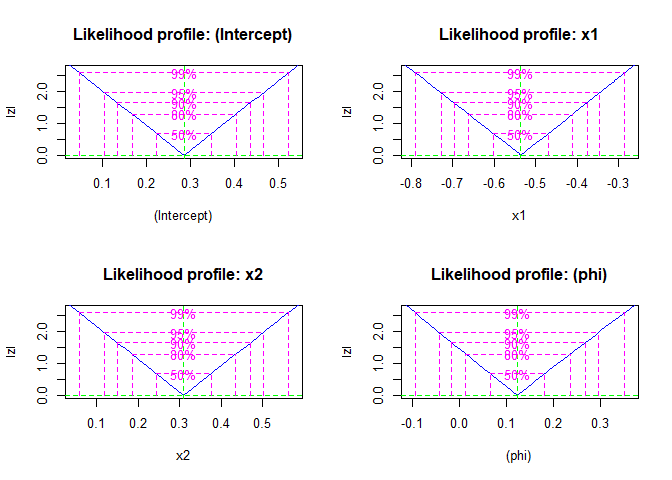 Likelihood profile: (Intercept)
|z|
0.0 1.0 2.0
99%
95%
90%
80%
50%
0.1 0.2 0.3 0.4 0.5
(Intercept)
Likelihood profile: x1
|z|
0.0 1.0 2.0
99%
95%
90%
80%
50%
-0.8 -0.7 -0.6 -0.5 -0.4 -0.3
x1
Likelihood profile: x2
|z|
0.0 1.0 2.0
99%
95%
90%
80%
50%
0.1 0.2 0.3 0.4 0.5
x2
Likelihood profile: (phi)
|z|
0.0 1.0 2.0
99%
95%
90%
80%
50%
-0.1 0.0 0.1 0.2 0.3
(phi)